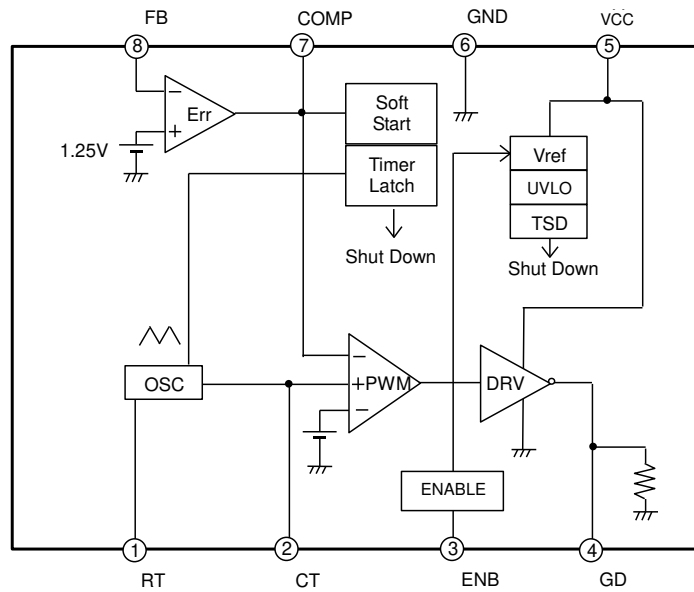 FB COMP GND VCC
8 7 6 5
− Err
+
1.25V
Soft
Start
Timer
Latch
Shut Down
Vref
UVLO
TSD
Shut Down
OSC
−
+PWM
−
DRV
ENABLE
1 2 3 4
RT CT ENB GD